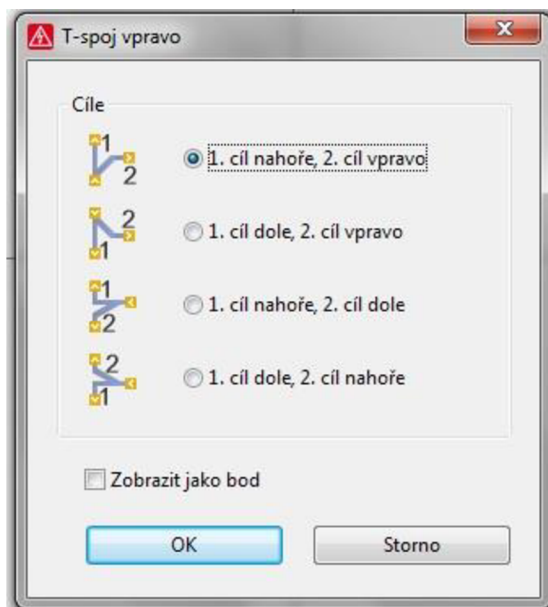 T-spoj vpravo
Cíle
1
2
1. cíl nahoře, 2. cíl vpravo
2
1
1. cíl dole, 2. cíl vpravo
1
2
1. cíl nahoře, 2. cíl dole
2
1
1. cíl dole, 2. cíl nahoře
Zobrazit jako bod
OK
Storno